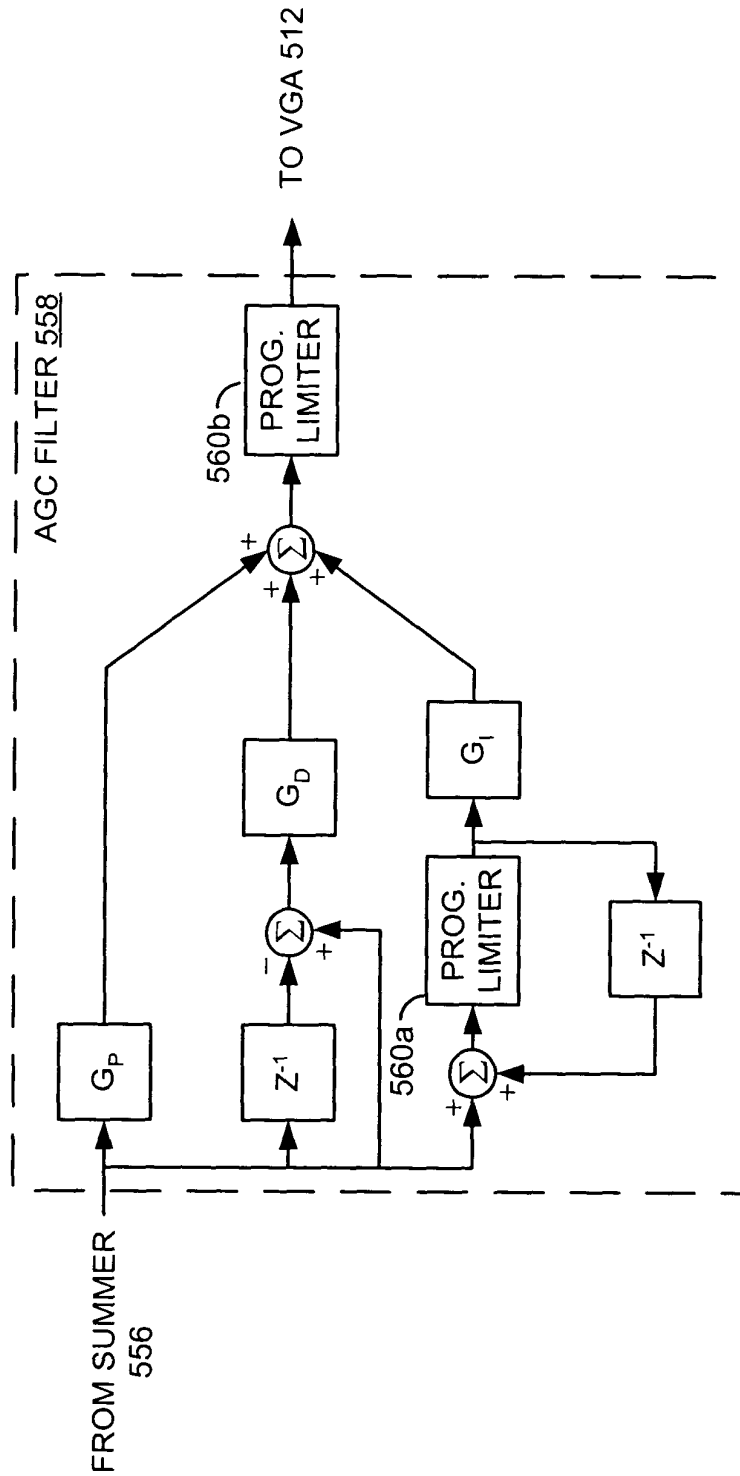 AGC FILTER 558
FROM SUMMER
556
G_P
Z⁻¹
−
+
Σ
G_D
+
+
+
Σ
560b
PROG.
LIMITER
TO VGA 512
+
+
Σ
560a
PROG.
LIMITER
G_I
Z⁻¹